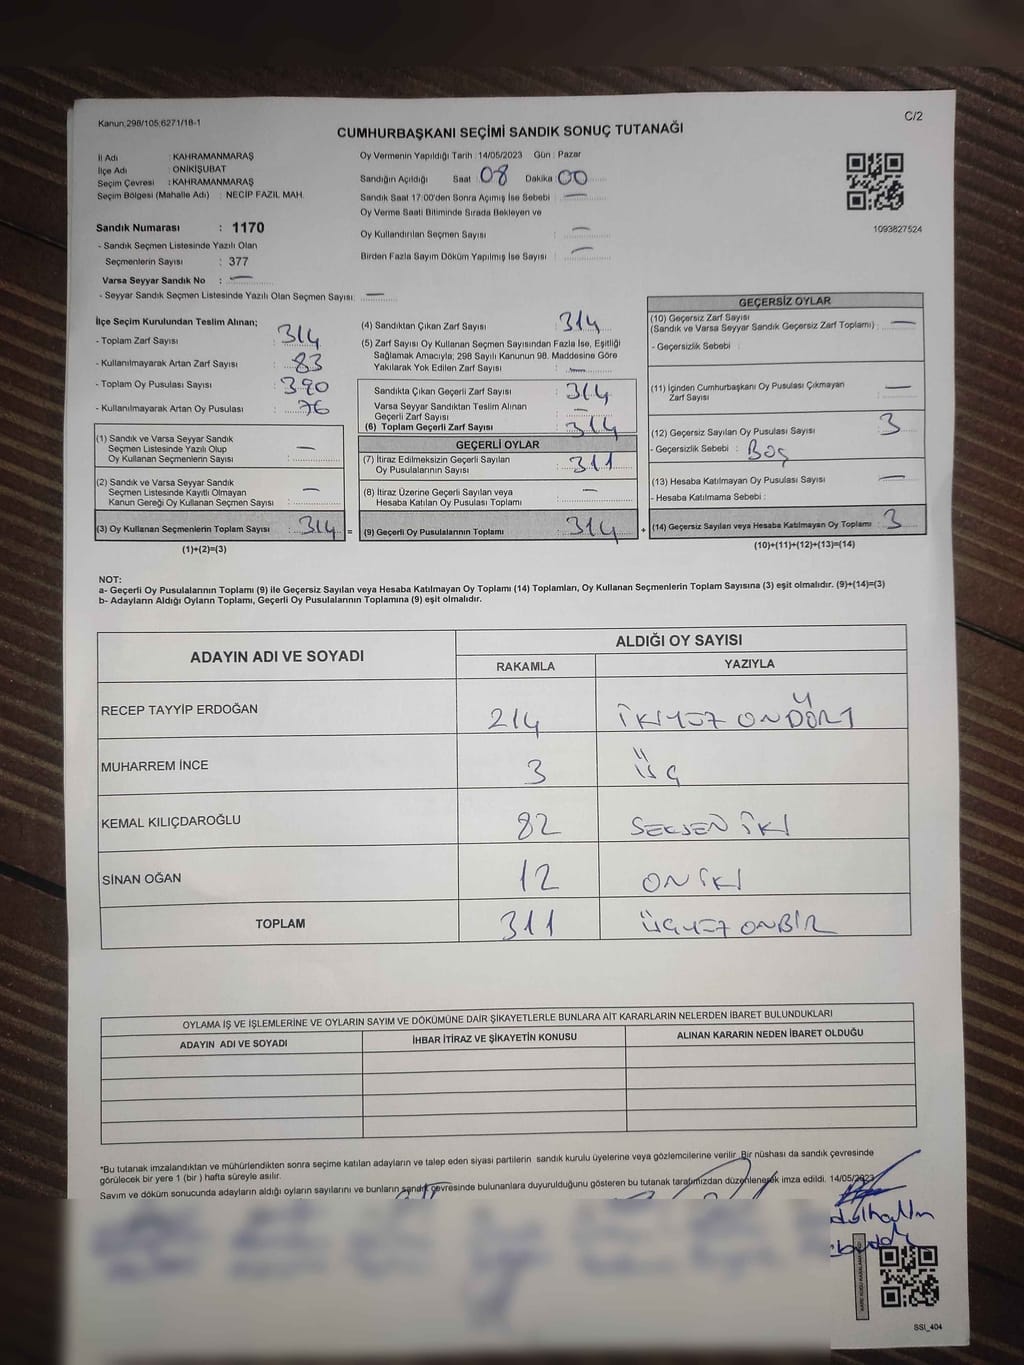 Kanun:298/105,6271/18-1
C/2
CUMHURBAŞKANI SEÇİMİ SANDIK SONUÇ TUTANAĞI
İl Adı : KAHRAMANMARAŞ
İlçe Adı : ONİKİŞUBAT
Seçim Çevresi : KAHRAMANMARAŞ
Seçim Bölgesi (Mahalle Adı) : NECİP FAZIL MAH.
Oy Vermenin Yapıldığı Tarih : 14/05/2023 Gün : Pazar
Sandığın Açıldığı Saat : 08 Dakika : 00
Sandık Saat 17:00'den Sonra Açılmış İse Sebebi : —
Oy Verme Saati Bitiminde Sırada Bekleyen ve
Oy Kullandırılan Seçmen Sayısı : —
Birden Fazla Sayım Döküm Yapılmış İse Sayısı : —
1093827524
Sandık Numarası : 1170
- Sandık Seçmen Listesinde Yazılı Olan
Seçmenlerin Sayısı : 377
Varsa Seyyar Sandık No : —
- Seyyar Sandık Seçmen Listesinde Yazılı Olan Seçmen Sayısı : —
İlçe Seçim Kurulundan Teslim Alınan;
- Toplam Zarf Sayısı : 314
- Kullanılmayarak Artan Zarf Sayısı : 83
- Toplam Oy Pusulası Sayısı : 390
- Kullanılmayarak Artan Oy Pusulası : 76
(1) Sandık ve Varsa Seyyar Sandık
Seçmen Listesinde Yazılı Olup
Oy Kullanan Seçmenlerin Sayısı : —
(2) Sandık ve Varsa Seyyar Sandık
Seçmen Listesinde Kayıtlı Olmayan
Kanun Gereği Oy Kullanan Seçmen Sayısı : —
(3) Oy Kullanan Seçmenlerin Toplam Sayısı : 314 =
(1)+(2)=(3)
(4) Sandıktan Çıkan Zarf Sayısı : 314
(5) Zarf Sayısı Oy Kullanan Seçmen Sayısından Fazla İse, Eşitliği
Sağlamak Amacıyla; 298 Sayılı Kanunun 98. Maddesine Göre
Yakılarak Yok Edilen Zarf Sayısı : —
Sandıkta Çıkan Geçerli Zarf Sayısı : 314
Varsa Seyyar Sandıktan Teslim Alınan
Geçerli Zarf Sayısı : —
(6) Toplam Geçerli Zarf Sayısı : 314
GEÇERLİ OYLAR
(7) İtiraz Edilmeksizin Geçerli Sayılan
Oy Pusulalarının Sayısı : 311
(8) İtiraz Üzerine Geçerli Sayılan veya
Hesaba Katılan Oy Pusulası Toplamı : —
(9) Geçerli Oy Pusulalarının Toplamı : 314 +
GEÇERSİZ OYLAR
(10) Geçersiz Zarf Sayısı
(Sandık ve Varsa Seyyar Sandık Geçersiz Zarf Toplamı) : —
- Geçersizlik Sebebi :
(11) İçinden Cumhurbaşkanı Oy Pusulası Çıkmayan
Zarf Sayısı : —
(12) Geçersiz Sayılan Oy Pusulası Sayısı : 3
- Geçersizlik Sebebi : Boş
(13) Hesaba Katılmayan Oy Pusulası Sayısı : —
- Hesaba Katılmama Sebebi :
(14) Geçersiz Sayılan veya Hesaba Katılmayan Oy Toplamı : 3
(10)+(11)+(12)+(13)=(14)
NOT:
a- Geçerli Oy Pusulalarının Toplamı (9) ile Geçersiz Sayılan veya Hesaba Katılmayan Oy Toplamı (14) Toplamları, Oy Kullanan Seçmenlerin Toplam Sayısına (3) eşit olmalıdır. (9)+(14)=(3)
b- Adayların Aldığı Oyların Toplamı, Geçerli Oy Pusulalarının Toplamına (9) eşit olmalıdır.
ADAYIN ADI VE SOYADI ALDIĞI OY SAYISI
RAKAMLA YAZIYLA
RECEP TAYYİP ERDOĞAN 214 İKİYÜZ ONDÖRT
MUHARREM İNCE 3 ÜÇ
KEMAL KILIÇDAROĞLU 82 SEKSEN İKİ
SİNAN OĞAN 12 ON İKİ
TOPLAM 311 ÜÇYÜZ ONBİR
OYLAMA İŞ VE İŞLEMLERİNE VE OYLARIN SAYIM VE DÖKÜMÜNE DAİR ŞİKAYETLERLE BUNLARA AİT KARARLARIN NELERDEN İBARET BULUNDUKLARI
ADAYIN ADI VE SOYADI İHBAR İTİRAZ VE ŞİKAYETİN KONUSU ALINAN KARARIN NEDEN İBARET OLDUĞU
*Bu tutanak imzalandıktan ve mühürlendikten sonra seçime katılan adayların ve talep eden siyasi partilerin sandık kurulu üyelerine veya gözlemcilerine verilir. Bir nüshası da sandık çevresinde
görülecek bir yere 1 (bir) hafta süreyle asılır.
Sayım ve döküm sonucunda adayların aldığı oyların sayılarını ve bunların sandık çevresinde bulunanlara duyurulduğunu gösteren bu tutanak tarafımızdan düzenlenerek imza edildi. 14/05/2023
SSI_404